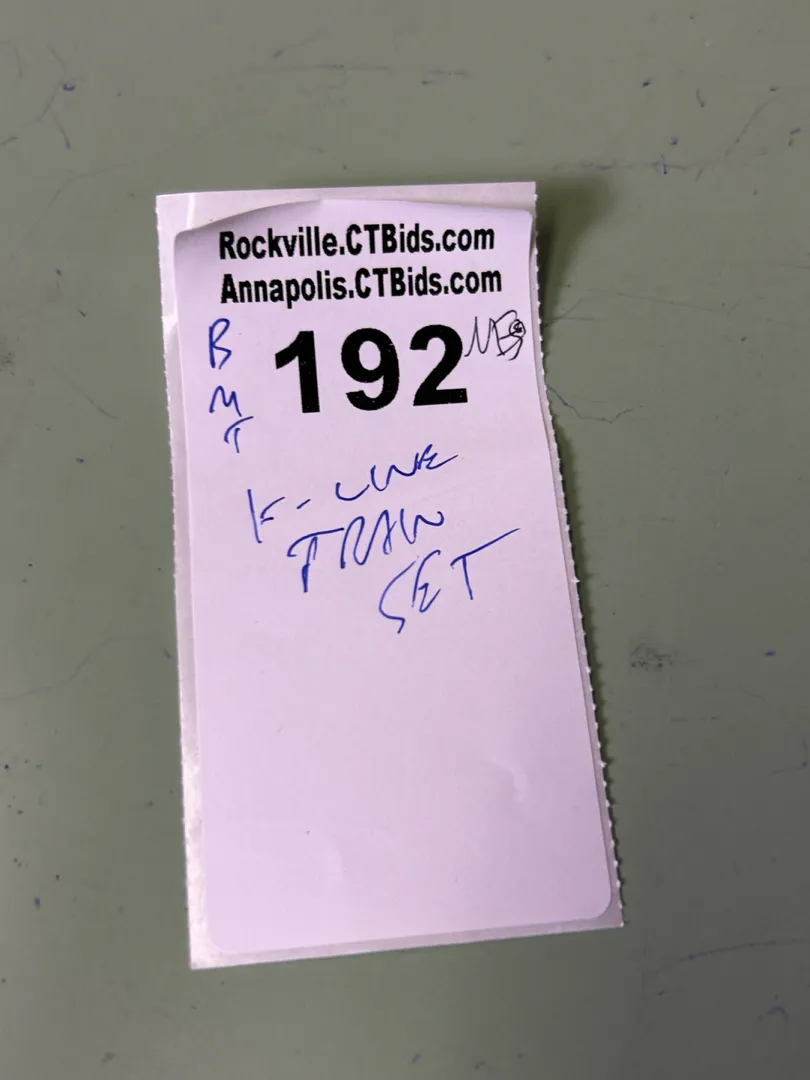 Rockville.CTBids.com
Annapolis.CTBids.com
192
B
M
T
K-LINE
TRAIN
SET